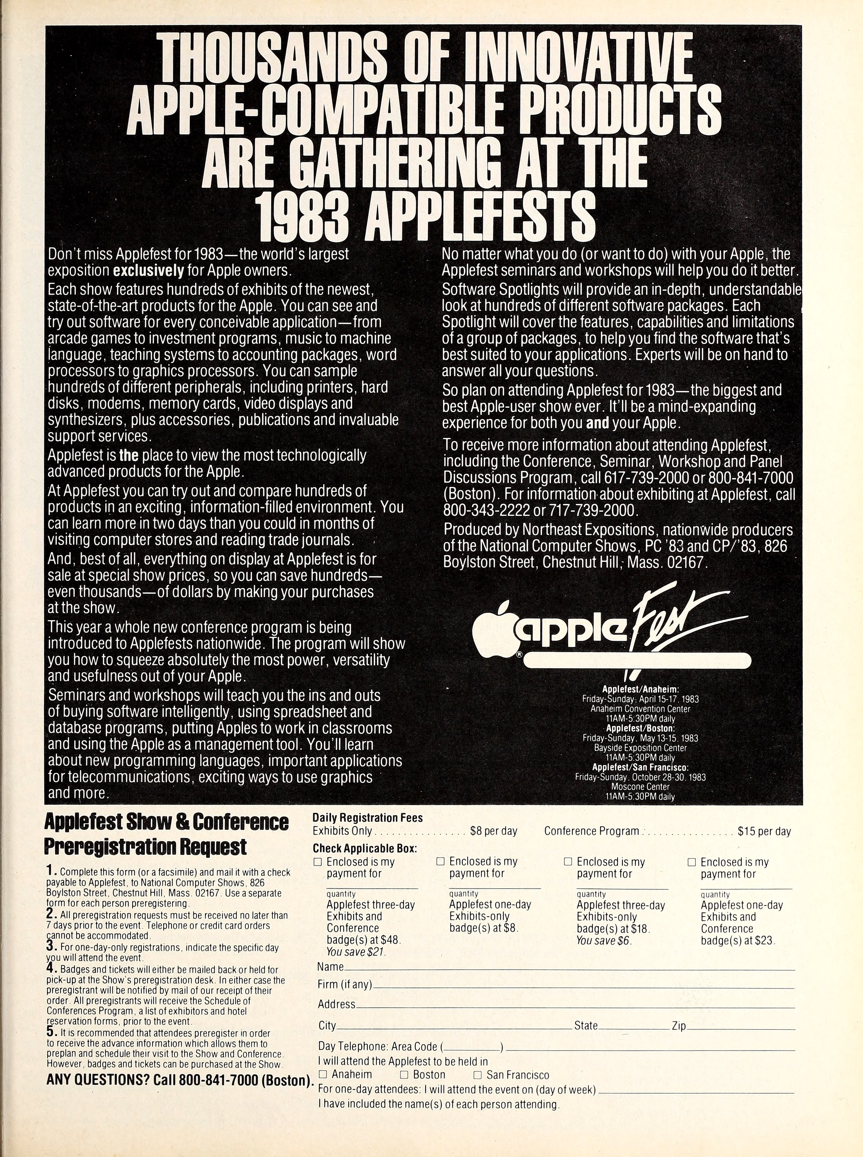 THOUSANDS OF INNOVATIVE
APPLE-COMPATIBLE PRODUCTS
ARE GATHERING AT THE
1983 APPLEFESTS
Don't miss Applefest for 1983—the world's largest
exposition exclusively for Apple owners.
Each show features hundreds of exhibits of the newest,
state-of-the-art products for the Apple. You can see and
try out software for every conceivable application—from
arcade games to investment programs, music to machine
language, teaching systems to accounting packages, word
processors to graphics processors. You can sample
hundreds of different peripherals, including printers, hard
disks, modems, memory cards, video displays and
synthesizers, plus accessories, publications and invaluable
support services.
Applefest is the place to view the most technologically
advanced products for the Apple.
At Applefest you can try out and compare hundreds of
products in an exciting, information-filled environment. You
can learn more in two days than you could in months of
visiting computer stores and reading trade journals.
And, best of all, everything on display at Applefest is for
sale at special show prices, so you can save hundreds—
even thousands—of dollars by making your purchases
at the show.
This year a whole new conference program is being
introduced to Applefests nationwide. The program will show
you how to squeeze absolutely the most power, versatility
and usefulness out of your Apple.
Seminars and workshops will teach you the ins and outs
of buying software intelligently, using spreadsheet and
database programs, putting Apples to work in classrooms
and using the Apple as a management tool. You'll learn
about new programming languages, important applications
for telecommunications, exciting ways to use graphics
and more.
No matter what you do (or want to do) with your Apple, the
Applefest seminars and workshops will help you do it better.
Software Spotlights will provide an in-depth, understandable
look at hundreds of different software packages. Each
Spotlight will cover the features, capabilities and limitations
of a group of packages, to help you find the software that's
best suited to your applications. Experts will be on hand to
answer all your questions.
So plan on attending Applefest for 1983—the biggest and
best Apple-user show ever. It'll be a mind-expanding
experience for both you and your Apple.
To receive more information about attending Applefest,
including the Conference, Seminar, Workshop and Panel
Discussions Program, call 617-739-2000 or 800-841-7000
(Boston). For information about exhibiting at Applefest, call
800-343-2222 or 717-739-2000.
Produced by Northeast Expositions, nationwide producers
of the National Computer Shows, PC '83 and CP/'83, 826
Boylston Street, Chestnut Hill, Mass. 02167.
apple Fest
®
Applefest/Anaheim:
Friday-Sunday, April 15-17, 1983
Anaheim Convention Center
11AM-5:30PM daily
Applefest/Boston:
Friday-Sunday, May 13-15, 1983
Bayside Exposition Center
11AM-5:30PM daily
Applefest/San Francisco:
Friday-Sunday, October 28-30, 1983
Moscone Center
11AM-5:30PM daily
Applefest Show & Conference
Preregistration Request
1. Complete this form (or a facsimile) and mail it with a check
payable to Applefest, to National Computer Shows, 826
Boylston Street, Chestnut Hill, Mass. 02167. Use a separate
form for each person preregistering.
2. All preregistration requests must be received no later than
7 days prior to the event. Telephone or credit card orders
cannot be accommodated.
3. For one-day-only registrations, indicate the specific day
you will attend the event.
4. Badges and tickets will either be mailed back or held for
pick-up at the Show's preregistration desk. In either case the
preregistrant will be notified by mail of our receipt of their
order. All preregistrants will receive the Schedule of
Conferences Program, a list of exhibitors and hotel
reservation forms, prior to the event.
5. It is recommended that attendees preregister in order
to receive the advance information which allows them to
preplan and schedule their visit to the Show and Conference.
However, badges and tickets can be purchased at the Show.
ANY QUESTIONS? Call 800-841-7000 (Boston).
Daily Registration Fees
Exhibits Only . . . . . . . . . . . . . . . $8 per day Conference Program . . . . . . . . . . . . . . . $15 per day
Check Applicable Box:
☐ Enclosed is my
payment for
quantity
Applefest three-day
Exhibits and
Conference
badge(s) at $48.
You save $21.
☐ Enclosed is my
payment for
quantity
Applefest one-day
Exhibits-only
badge(s) at $8.
☐ Enclosed is my
payment for
quantity
Applefest three-day
Exhibits-only
badge(s) at $18.
You save $6.
☐ Enclosed is my
payment for
quantity
Applefest one-day
Exhibits and
Conference
badge(s) at $23.
Name
Firm (if any)
Address
City State Zip
Day Telephone: Area Code ( )
I will attend the Applefest to be held in
☐ Anaheim ☐ Boston ☐ San Francisco
For one-day attendees: I will attend the event on (day of week)
I have included the name(s) of each person attending.